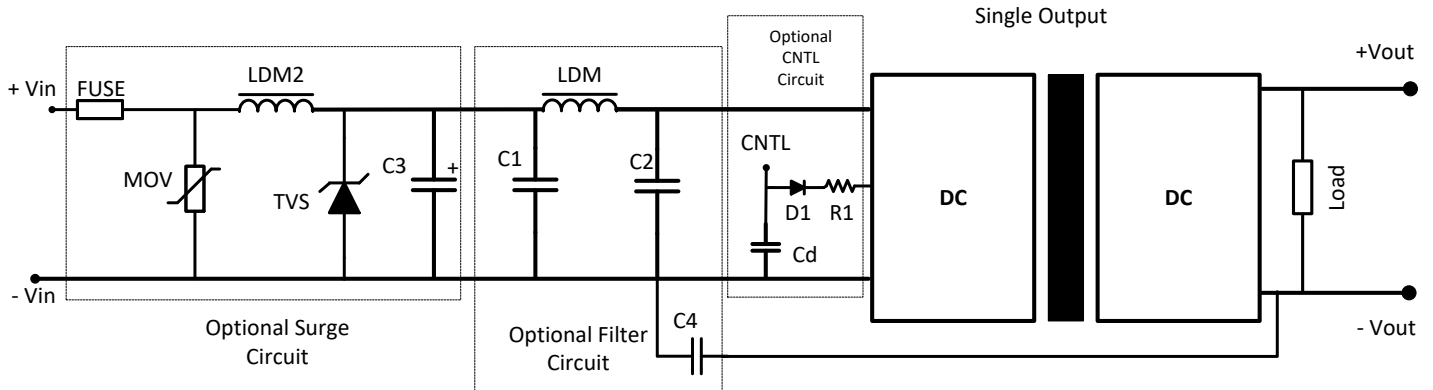 Single Output
Optional
CNTL
Circuit
+Vout
LDM2
LDM
+ Vin
FUSE
CNTL
MOV
TVS
C3
+
C1
C2
D1
R1
DC
DC
Load
Cd
- Vin
C4
- Vout
Optional Surge
Circuit
Optional Filter
Circuit